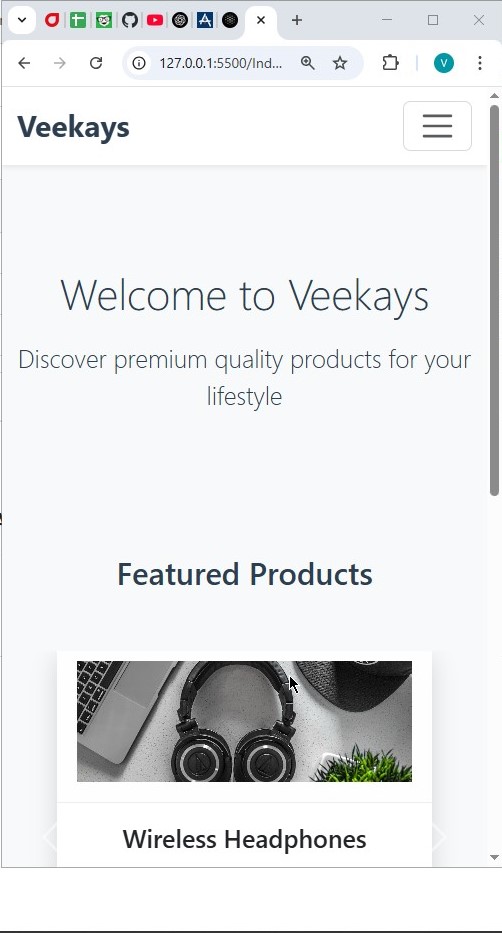 127.0.0.1:5500/Ind...
V
Veekays
Welcome to Veekays
Discover premium quality products for your
lifestyle
Featured Products
Wireless Headphones